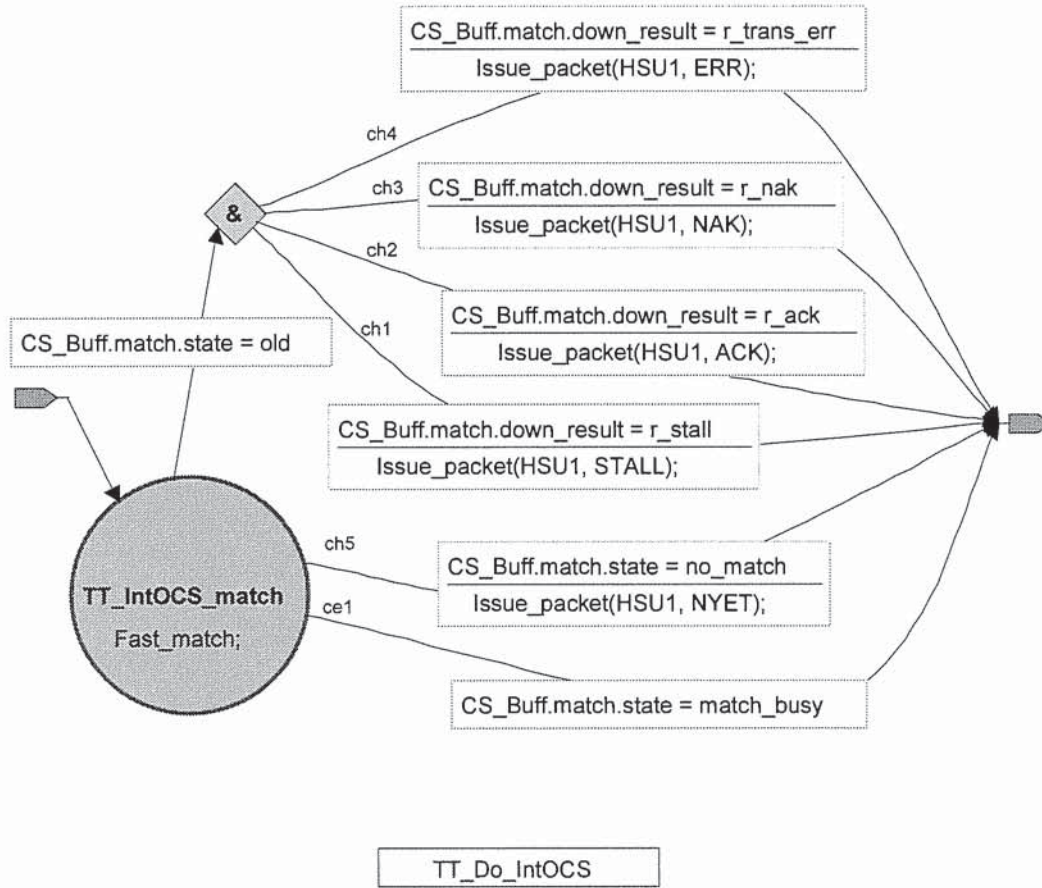 CS_Buff.match.down_result = r_trans_err
Issue_packet(HSU1, ERR);
ch4
ch3
CS_Buff.match.down_result = r_nak
Issue_packet(HSU1, NAK);
&
ch2
CS_Buff.match.down_result = r_ack
Issue_packet(HSU1, ACK);
ch1
CS_Buff.match.state = old
CS_Buff.match.down_result = r_stall
Issue_packet(HSU1, STALL);
ch5
CS_Buff.match.state = no_match
Issue_packet(HSU1, NYET);
TT_IntOCS_match
Fast_match;
ce1
CS_Buff.match.state = match_busy
TT_Do_IntOCS